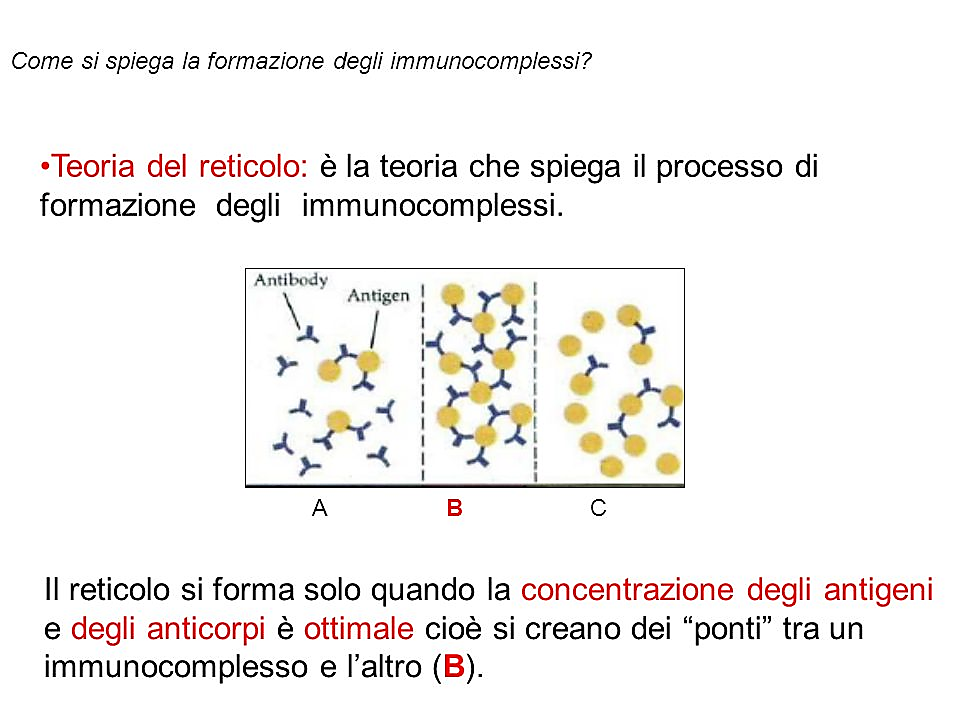 Come si spiega la formazione degli immunocomplessi?
•Teoria del reticolo: è la teoria che spiega il processo di
formazione degli immunocomplessi.
Antibody
Antigen
A B C
Il reticolo si forma solo quando la concentrazione degli antigeni
e degli anticorpi è ottimale cioè si creano dei “ponti” tra un
immunocomplesso e l’altro (B).